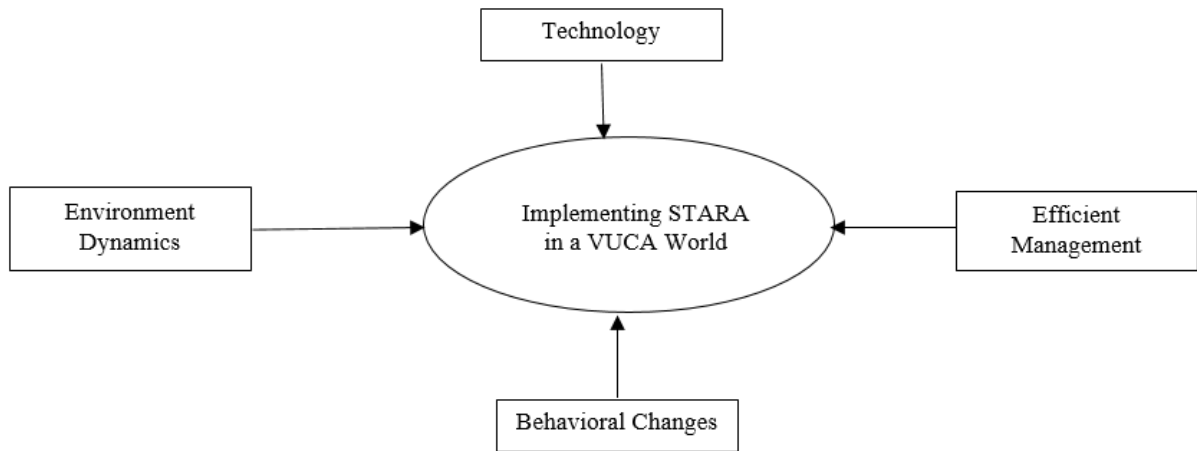 Technology
Environment
Dynamics
Implementing STARA
in a VUCA World
Efficient
Management
Behavioral Changes